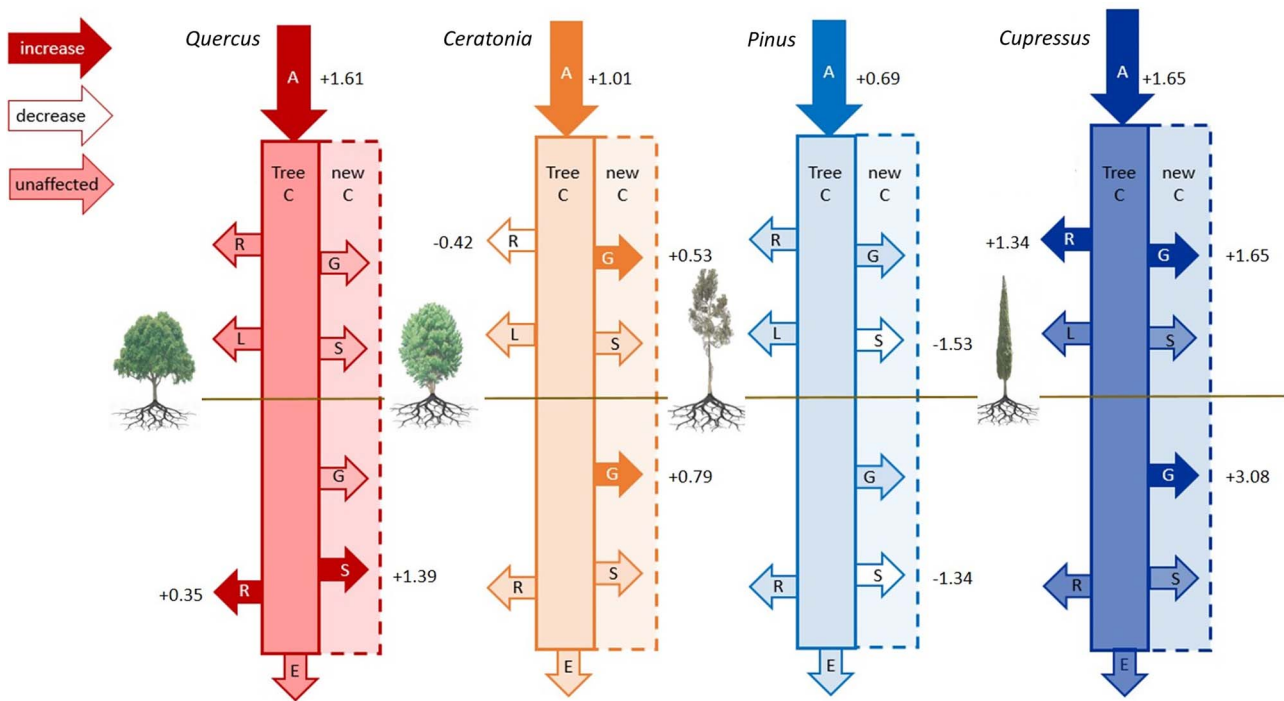 increase
decrease
unaffected
Quercus
A
+1.61
Tree
C
new
C
R
G
L
S
G
S
+1.39
R
+0.35
E
Ceratonia
A
+1.01
Tree
C
new
C
-0.42
R
G
+0.53
L
S
G
+0.79
S
R
E
Pinus
A
+0.69
Tree
C
new
C
R
G
L
S
-1.53
G
S
-1.34
R
E
Cupressus
A
+1.65
Tree
C
new
C
+1.34
R
G
+1.65
L
S
G
+3.08
S
R
E